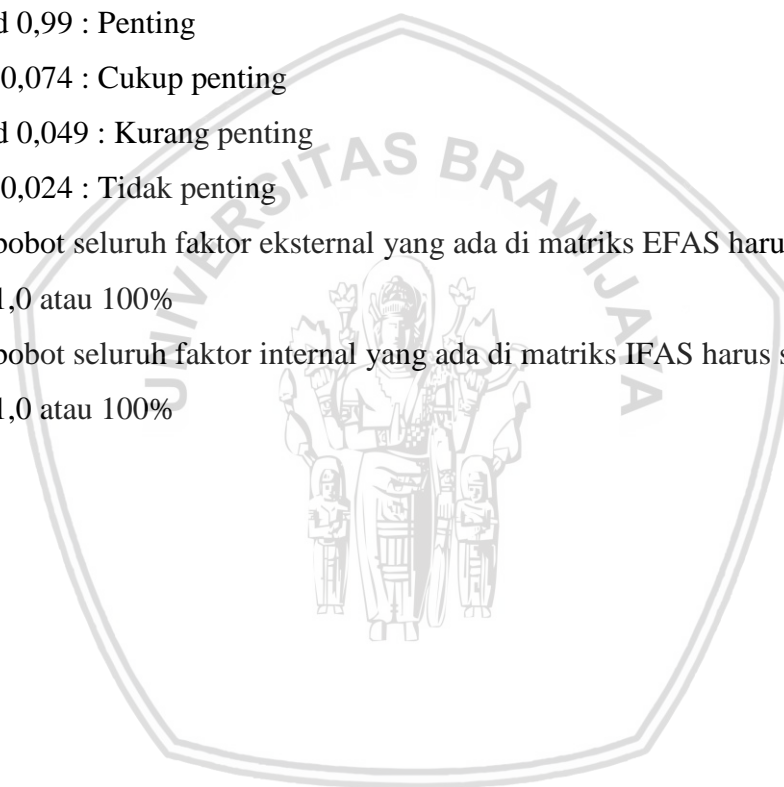 d 0,99 : Penting
0,074 : Cukup penting
d 0,049 : Kurang penting
0,024 : Tidak penting
bobot seluruh faktor eksternal yang ada di matriks EFAS haru
1,0 atau 100%
bobot seluruh faktor internal yang ada di matriks IFAS harus s
1,0 atau 100%
UNIVERSITAS BRAWIJAYA